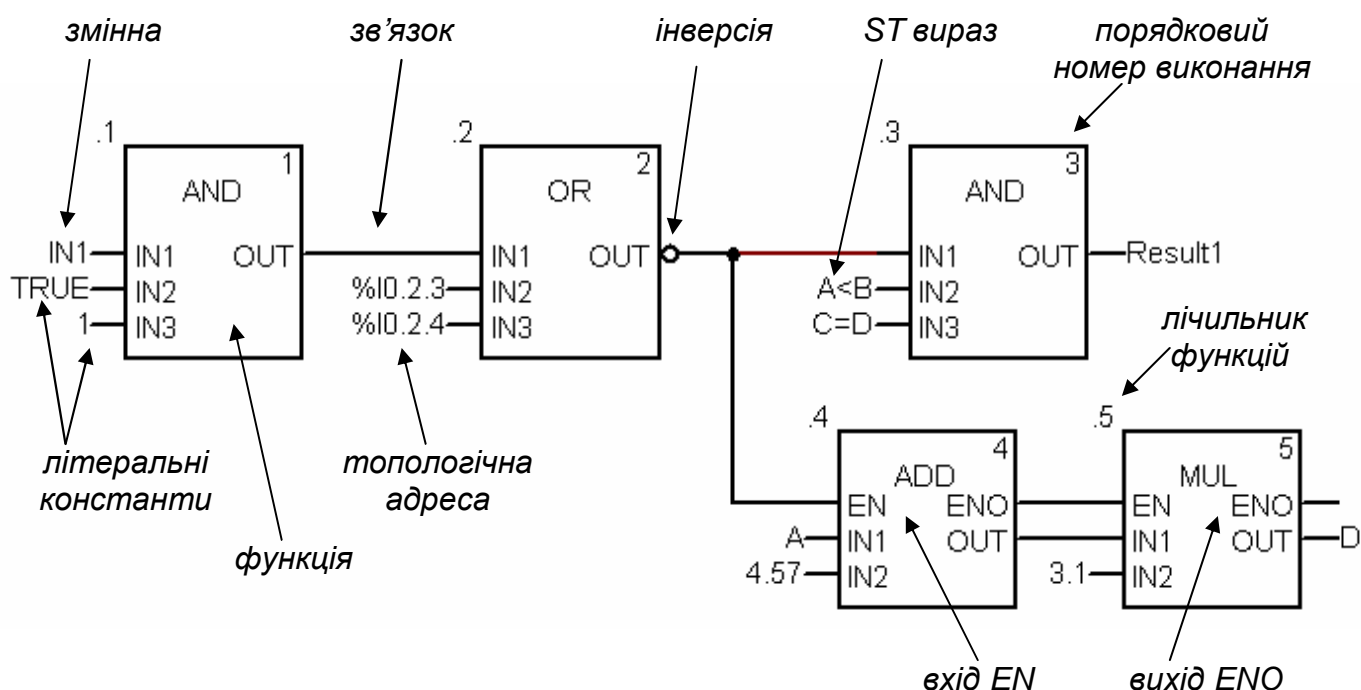 змінна зв’язок інверсія ST вираз порядковий
номер виконання
.1 .2 .3
1 2 3
AND OR AND
IN1 IN1 OUT IN1 OUT IN1 OUT Result1
TRUE IN2 %I0.2.3 IN2 A<B IN2
1 IN3 %I0.2.4 IN3 C=D IN3
лічильник
функцій
.4 .5
4 5
літеральні топологічна
константи адреса
ADD MUL
EN ENO EN ENO
A IN1 OUT IN1 OUT D
4.57 IN2 3.1 IN2
функція
вхід EN вихід ENO